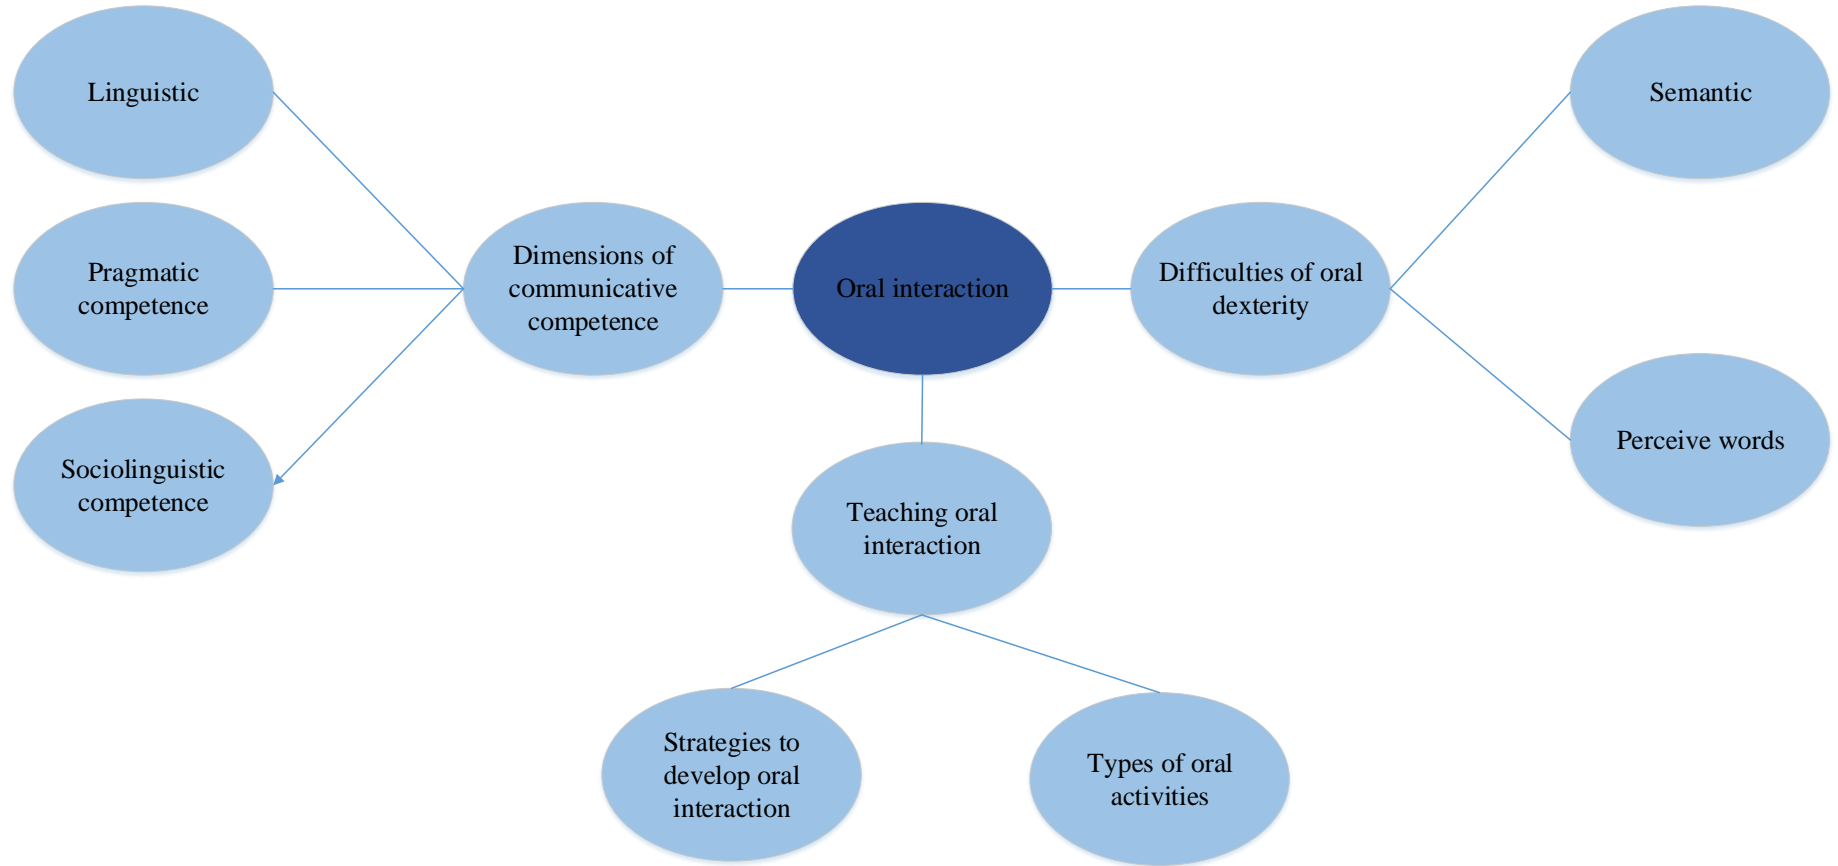 Linguistic
Semantic
Pragmatic
competence
Dimensions of
communicative
competence
Oral interaction
Difficulties of oral
dexterity
Sociolinguistic
competence
Perceive words
Teaching oral
interaction
Strategies to
develop oral
interaction
Types of oral
activities